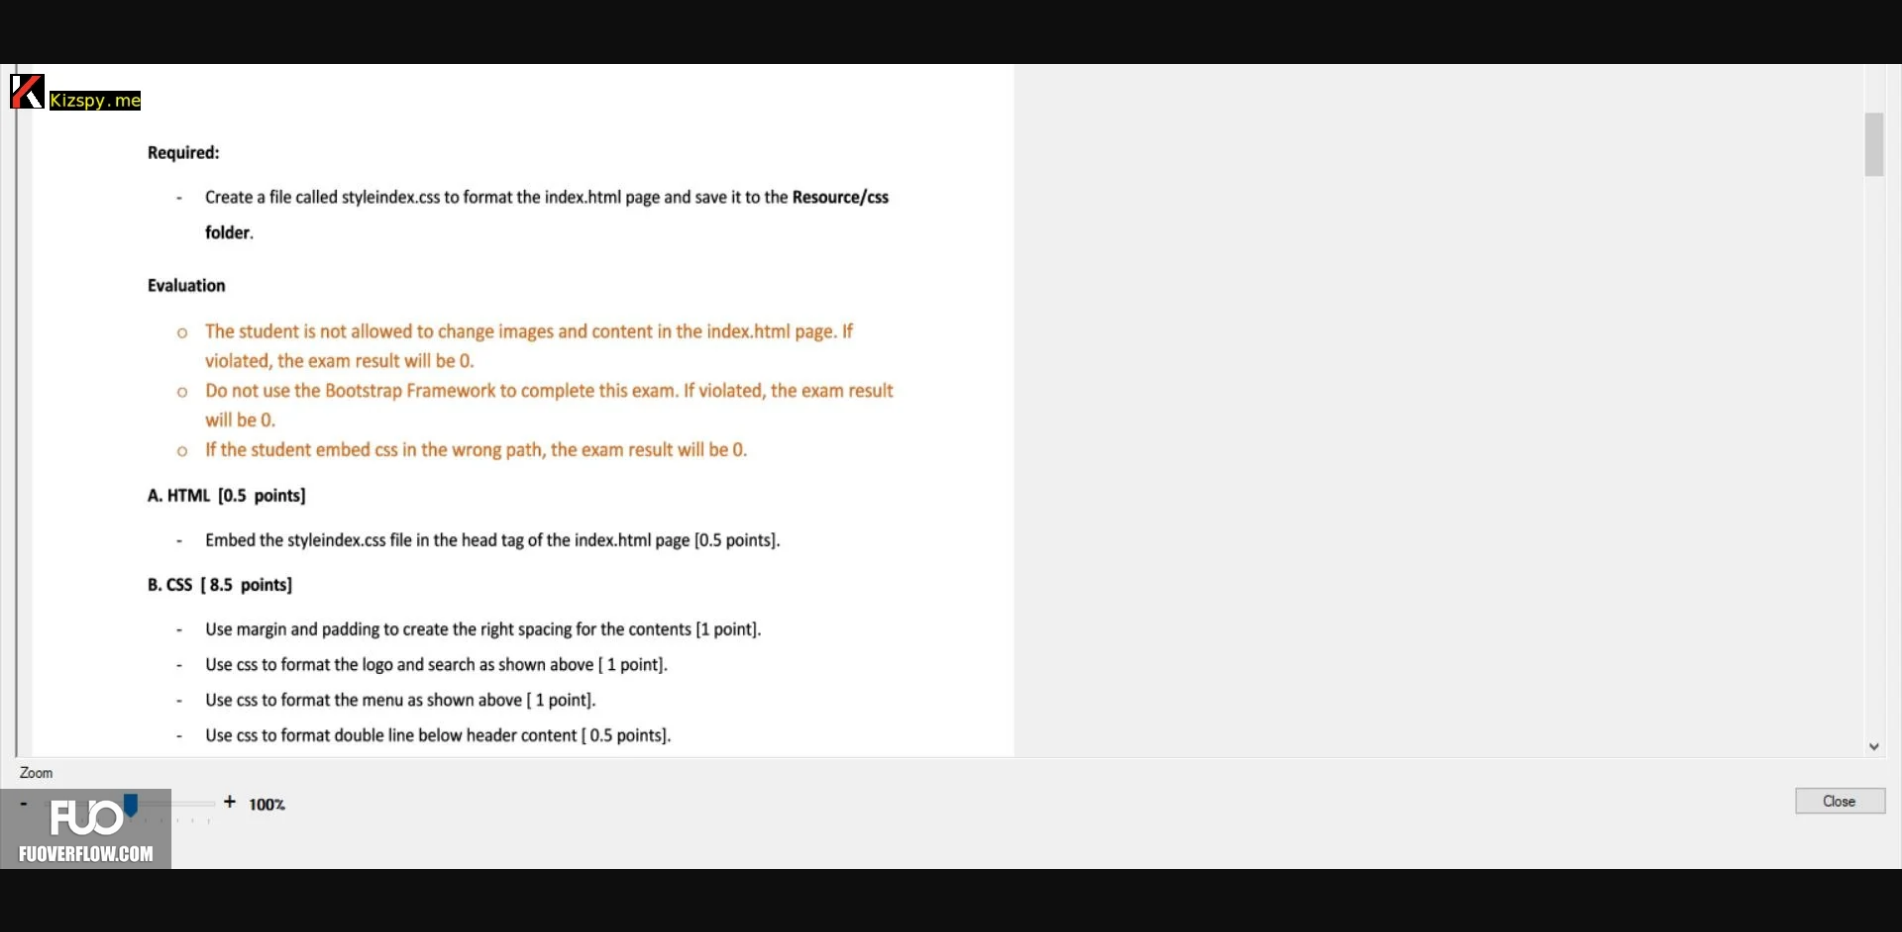 Kizspy.me
Required:
- Create a file called styleindex.css to format the index.html page and save it to the Resource/css
folder.
Evaluation
o The student is not allowed to change images and content in the index.html page. If
violated, the exam result will be 0.
o Do not use the Bootstrap Framework to complete this exam. If violated, the exam result
will be 0.
o If the student embed css in the wrong path, the exam result will be 0.
A. HTML [0.5 points]
- Embed the styleindex.css file in the head tag of the index.html page [0.5 points].
B. CSS [ 8.5 points]
- Use margin and padding to create the right spacing for the contents [1 point].
- Use css to format the logo and search as shown above [ 1 point].
- Use css to format the menu as shown above [ 1 point].
- Use css to format double line below header content [ 0.5 points].
Zoom
- + 100%
Close
FUO
FUOVERFLOW.COM